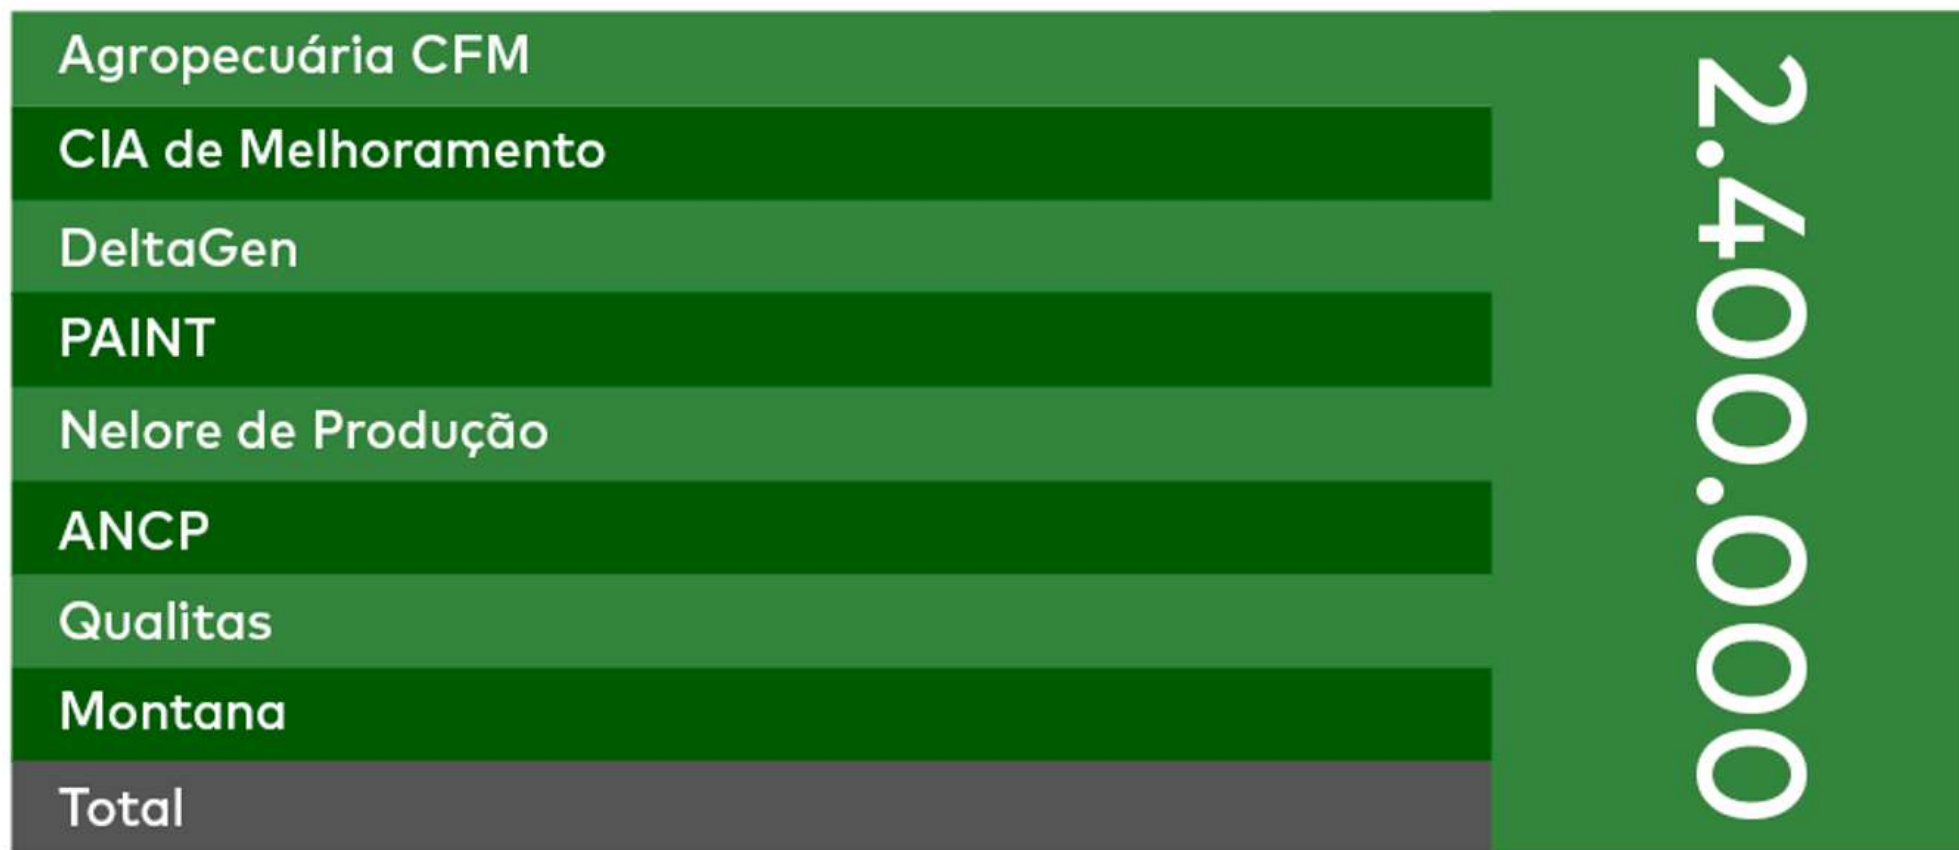 Agropecuária CFM
CIA de Melhoramento
DeltaGen
PAINT
Nelore de Produção
ANCP
Qualitas
Montana
Total
2.400.000